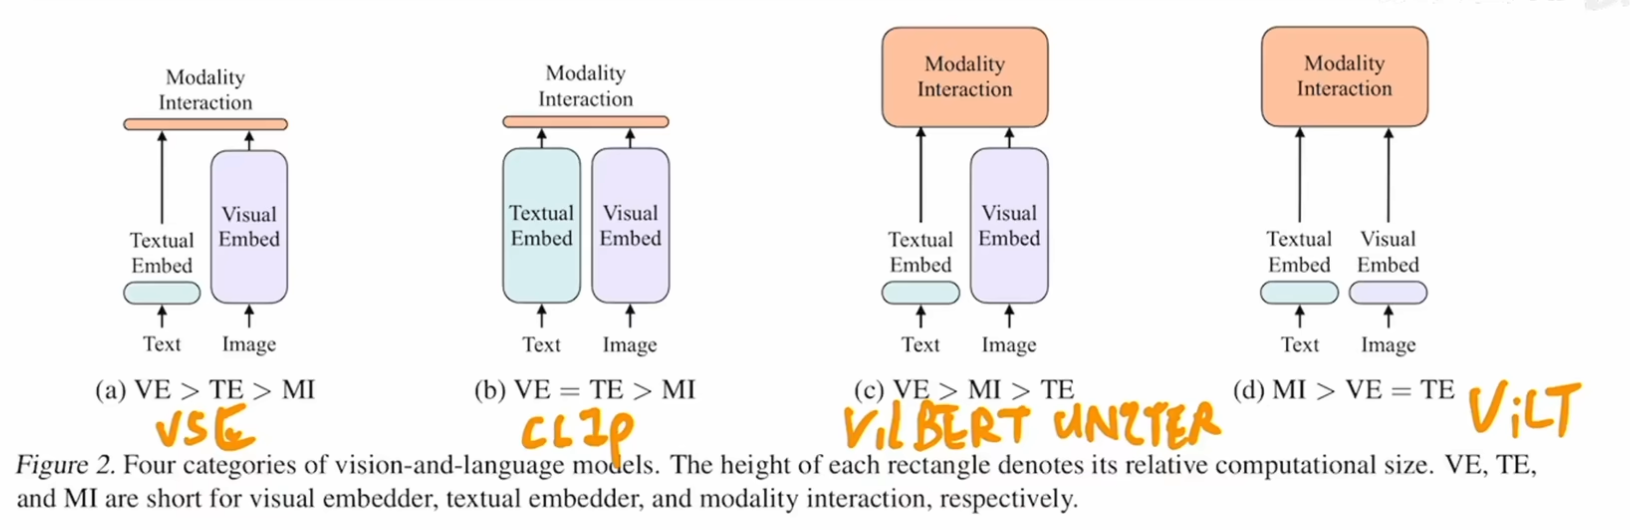 Modality
Interaction
Textual
Embed
Visual
Embed
Text
Image
(a) VE > TE > MI
VSE
Modality
Interaction
Textual
Embed
Visual
Embed
Text
Image
(b) VE = TE > MI
CLIP
Modality
Interaction
Textual
Embed
Visual
Embed
Text
Image
(c) VE > MI > TE
ViLBERT UNITER
Modality
Interaction
Textual
Embed
Visual
Embed
Text
Image
(d) MI > VE = TE
ViLT
Figure 2. Four categories of vision-and-language models. The height of each rectangle denotes its relative computational size. VE, TE,
and MI are short for visual embedder, textual embedder, and modality interaction, respectively.